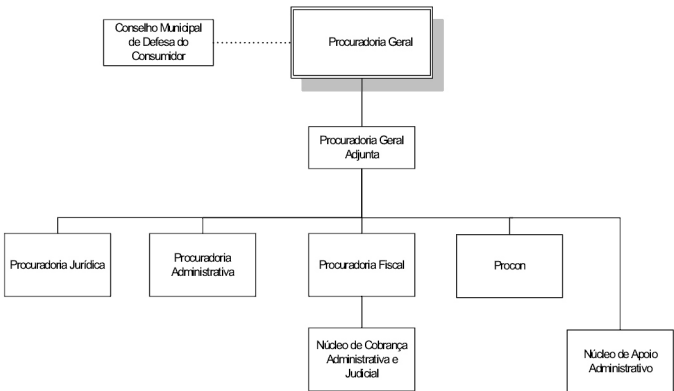 Conselho Municipal
de Defesa do
Consumidor
Procuradoria Geral
Procuradoria Geral
Adjunta
Procuradoria Jurídica
Procuradoria
Administrativa
Procuradoria Fiscal
Procon
Núcleo de Cobrança
Administrativa e
Judicial
Núcleo de Apoio
Administrativo